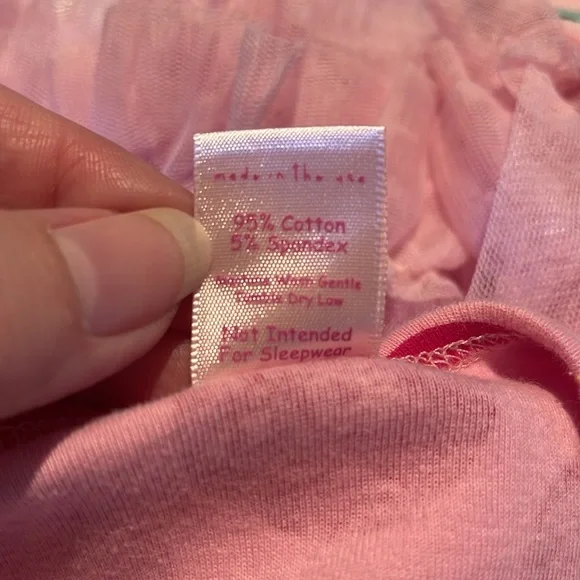 made in the usa
95% Cotton
5% Spandex
Machine Wash Gentle
Tumble Dry Low
Not Intended
For Sleepwear